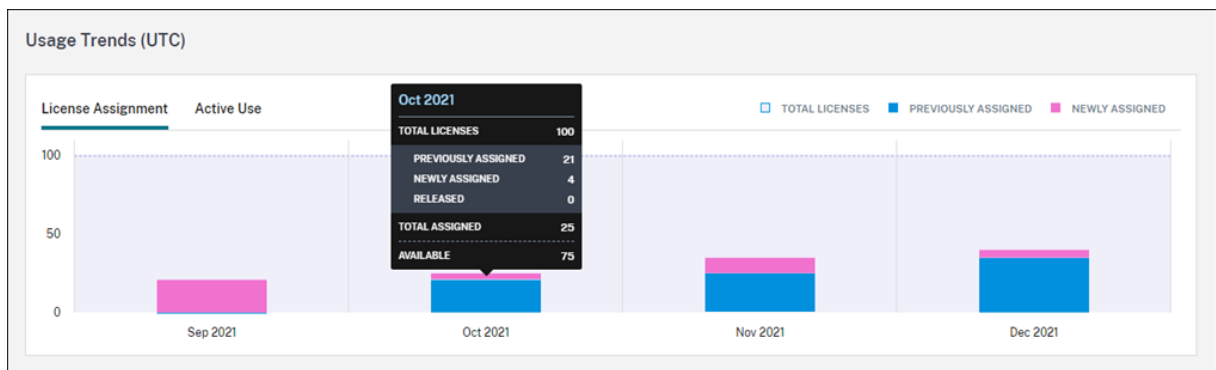 Usage Trends (UTC)
License Assignment Active Use
TOTAL LICENSES PREVIOUSLY ASSIGNED NEWLY ASSIGNED
Oct 2021
TOTAL LICENSES 100
PREVIOUSLY ASSIGNED 21
NEWLY ASSIGNED 4
RELEASED 0
TOTAL ASSIGNED 25
AVAILABLE 75
100
50
0
Sep 2021 Oct 2021 Nov 2021 Dec 2021